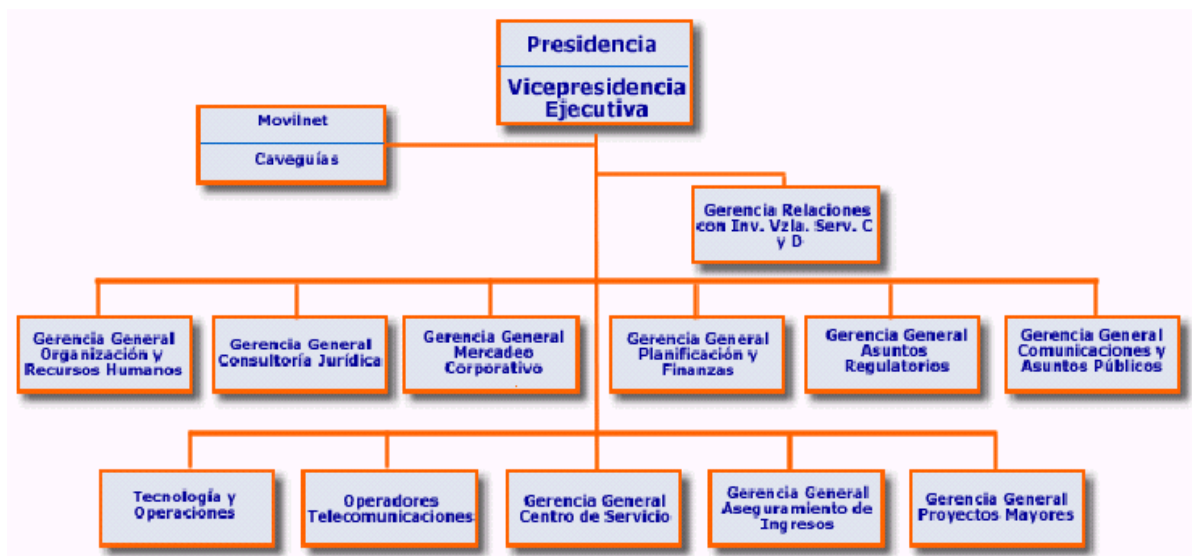 Presidencia
Vicepresidencia
Ejecutiva
Movilnet
Caveguías
Gerencia Relaciones
con Inv. Vzla. Serv. C
y D
Gerencia General
Organización y
Recursos Humanos
Gerencia General
Consultoría Jurídica
Gerencia General
Mercadeo
Corporativo
Gerencia General
Planificación y
Finanzas
Gerencia General
Asuntos
Regulatorios
Gerencia General
Comunicaciones y
Asuntos Públicos
Tecnología y
Operaciones
Operadores
Telecomunicaciones
Gerencia General
Centro de Servicio
Gerencia General
Aseguramiento de
Ingresos
Gerencia General
Proyectos Mayores